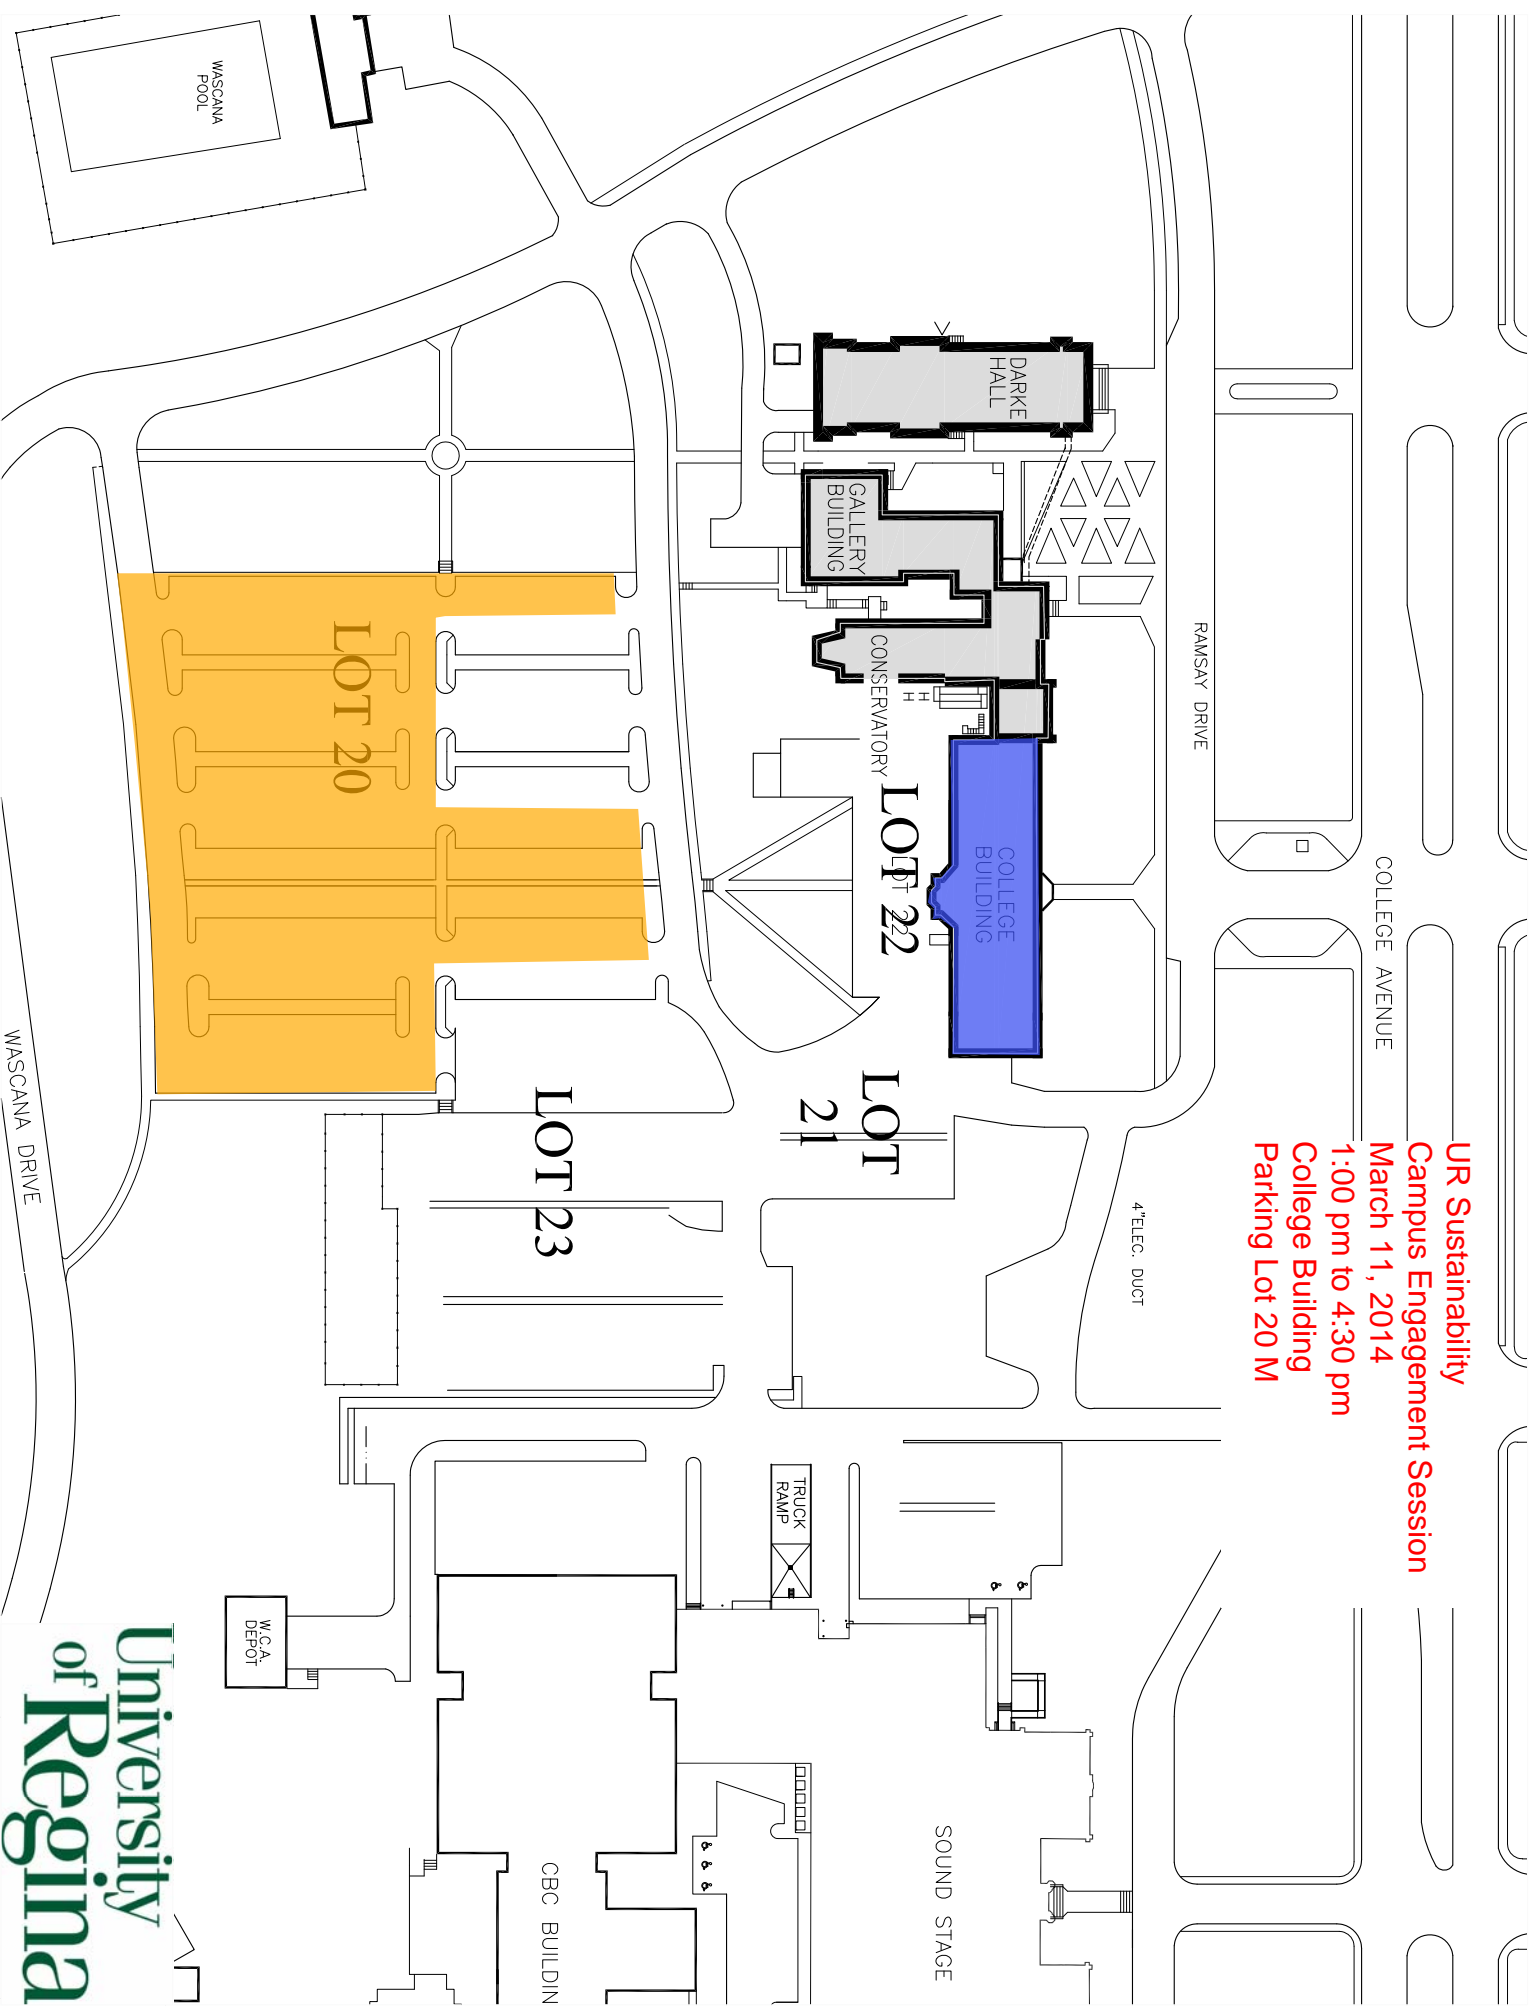 UR Sustainability
Campus Engagement Session
March 11, 2014
1:00 pm to 4:30 pm
College Building
Parking Lot 20 M
COLLEGE AVENUE
RAMSAY DRIVE
4"ELEC. DUCT
DARKE
HALL
GALLERY
BUILDING
CONSERVATORY
H
H
COLLEGE
BUILDING
LOT 22
LOT 22
LOT
21
LOT 20
LOT 23
WASCANA
POOL
WASCANA DRIVE
TRUCK
RAMP
W.C.A.
DEPOT
SOUND STAGE
CBC BUILDIN
University
of Regina